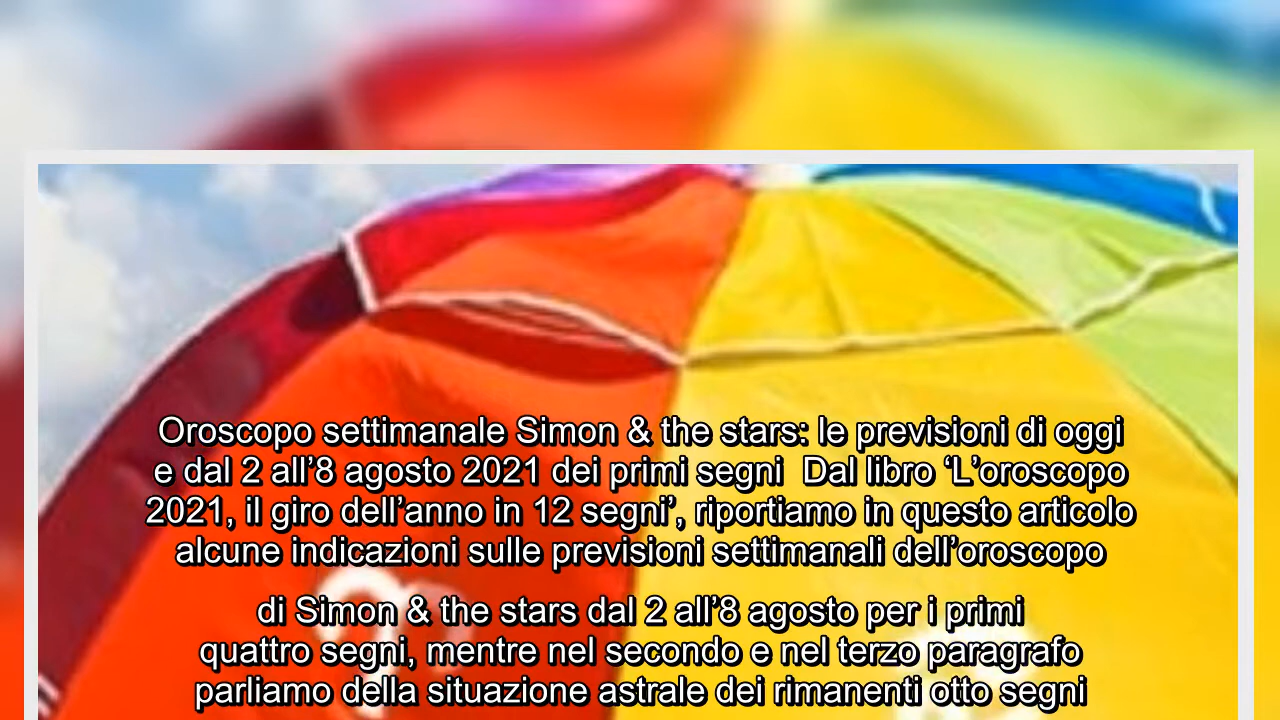 Oroscopo settimanale Simon & the stars: le previsioni di oggi
e dal 2 all’8 agosto 2021 dei primi segni  Dal libro ‘L’oroscopo
2021, il giro dell’anno in 12 segni’, riportiamo in questo articolo
alcune indicazioni sulle previsioni settimanali dell’oroscopo
di Simon & the stars dal 2 all’8 agosto per i primi
quattro segni, mentre nel secondo e nel terzo paragrafo
parliamo della situazione astrale dei rimanenti otto segni